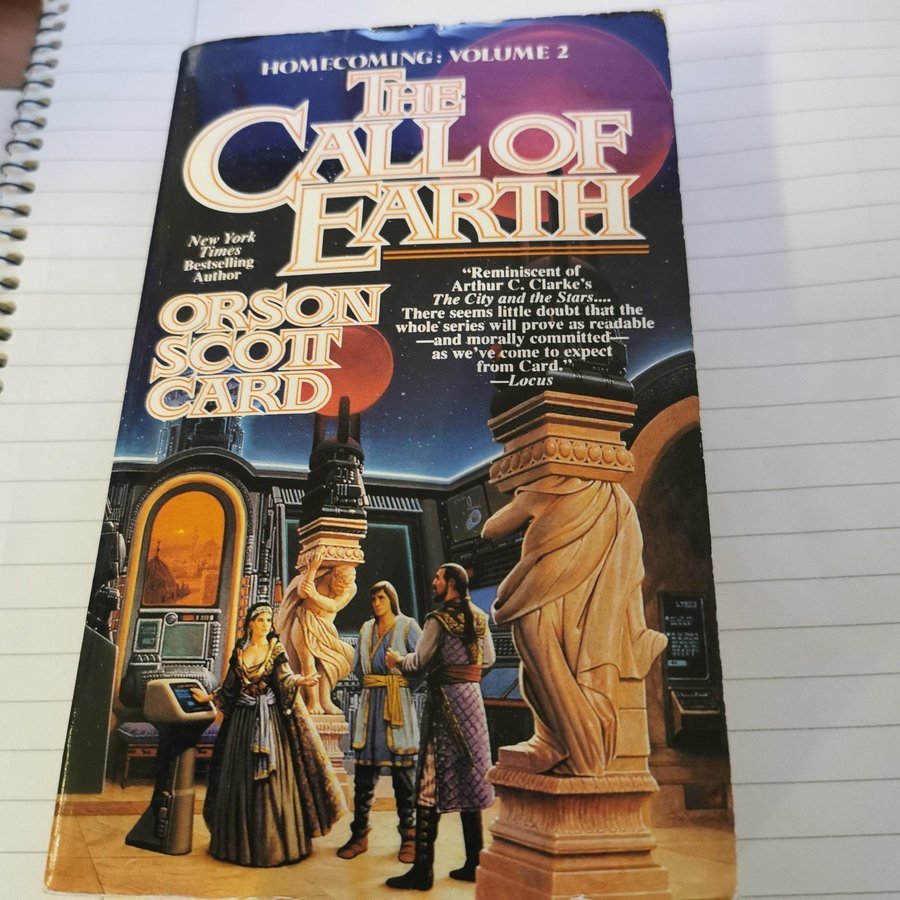 HOMECOMING: VOLUME 2
THE
CALL OF
EARTH
New York
Times
Bestselling
Author
ORSON
SCOTT
CARD
“Reminiscent of
Arthur C. Clarke's
The City and the Stars....
There seems little doubt that the
whole series will prove as readable
—and morally committed—
as we've come to expect
from Card.”
—Locus